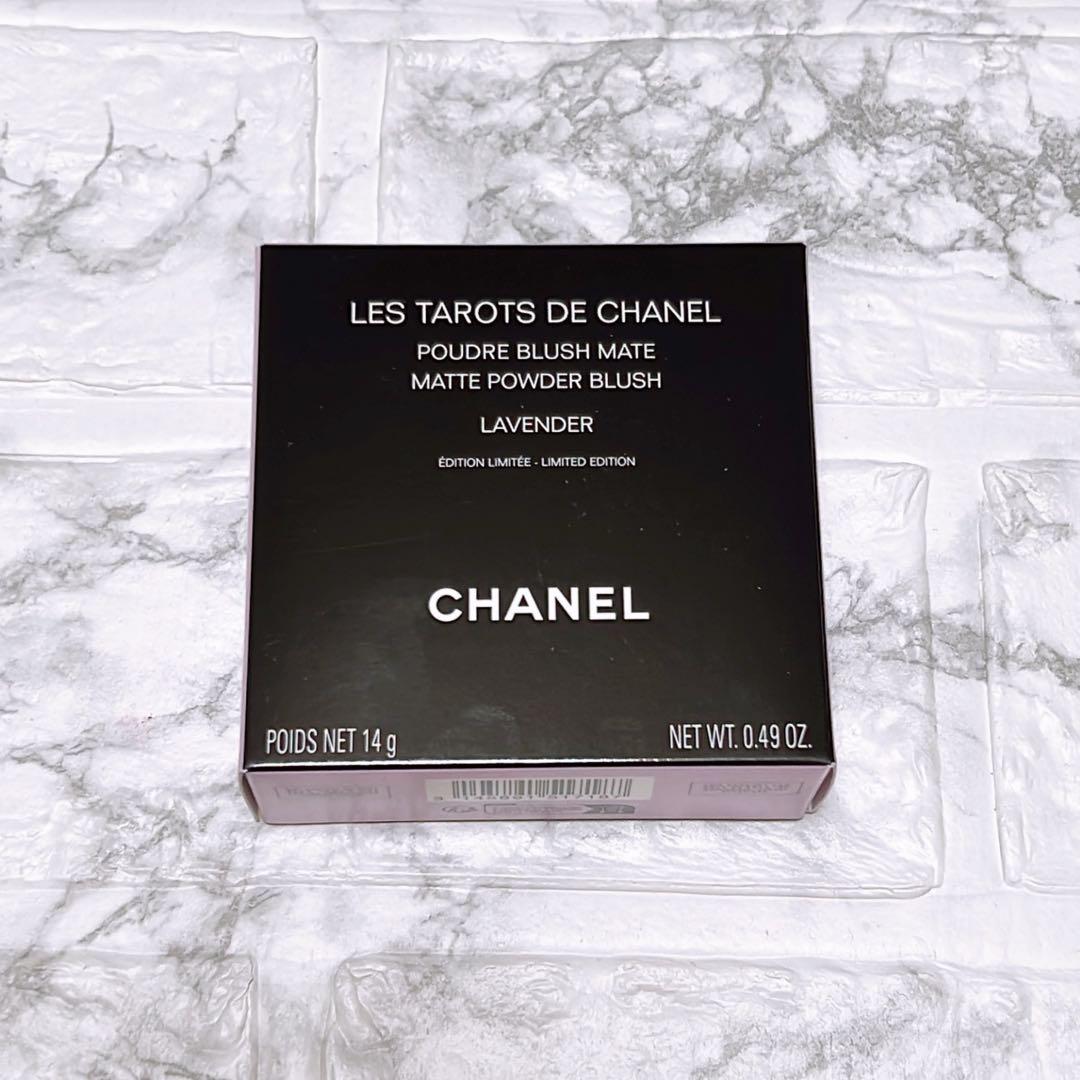 LES TAROTS DE CHANEL
POUDRE BLUSH MATE
MATTE POWDER BLUSH
LAVENDER
ÉDITION LIMITÉE - LIMITED EDITION
CHANEL
POIDS NET 14 g
NET WT. 0.49 OZ.